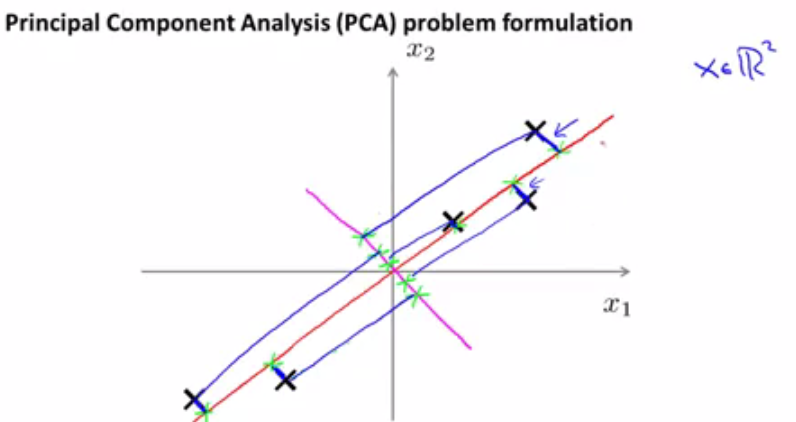 Principal Component Analysis (PCA) problem formulation
x₂
x∈ℝ²
x₁